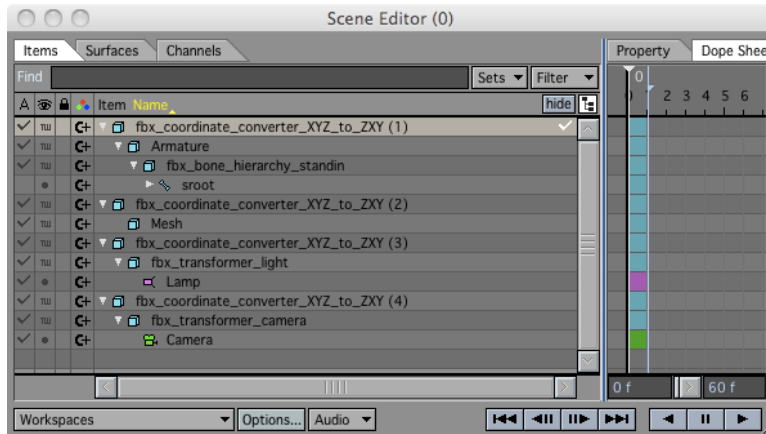 Scene Editor (0)
Items Surfaces Channels Property Dope Shee
Find Sets Filter 0
A Item Name hide 0 1 2 3 4 5 6
fbx_coordinate_converter_XYZ_to_ZXY (1)
Armature
fbx_bone_hierarchy_standin
sroot
fbx_coordinate_converter_XYZ_to_ZXY (2)
Mesh
fbx_coordinate_converter_XYZ_to_ZXY (3)
fbx_transformer_light
Lamp
fbx_coordinate_converter_XYZ_to_ZXY (4)
fbx_transformer_camera
Camera
0 f 60 f
Workspaces Options... Audio